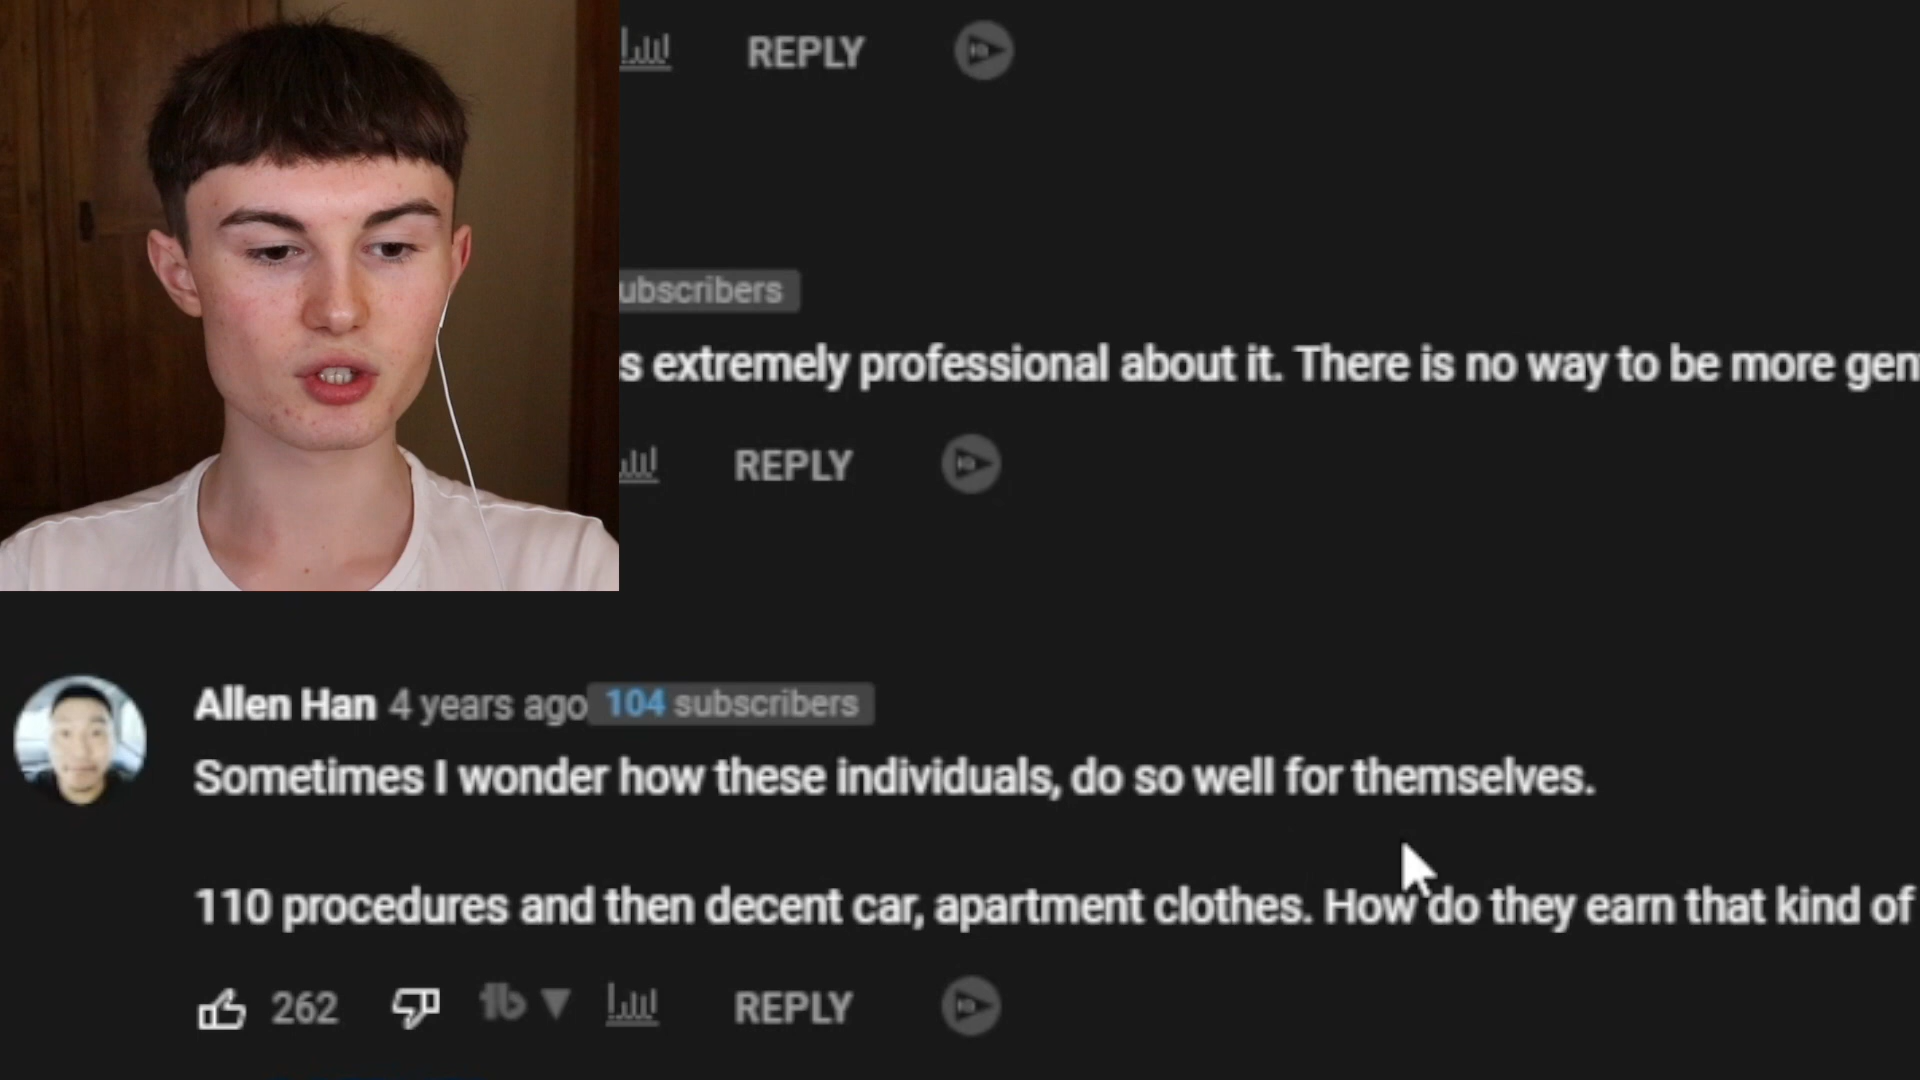 REPLY
ubscribers
s extremely professional about it. There is no way to be more gen
REPLY
Allen Han 4 years ago 104 subscribers
Sometimes I wonder how these individuals, do so well for themselves.
110 procedures and then decent car, apartment clothes. How do they earn that kind of
262 REPLY